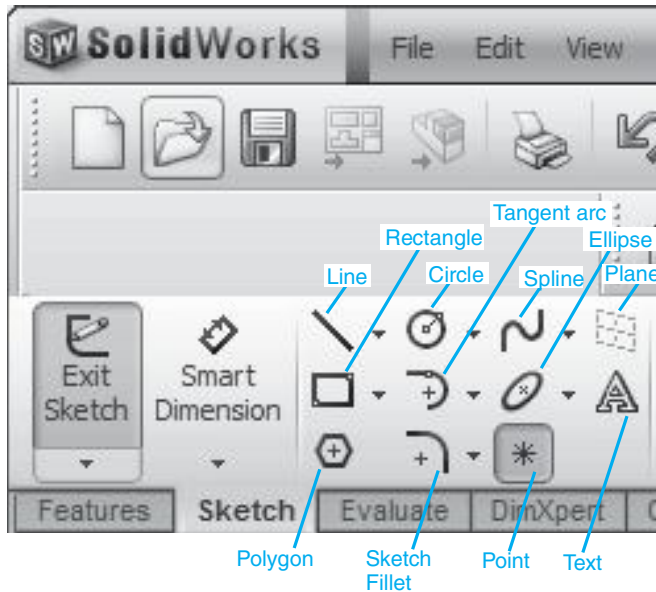 SW SolidWorks File Edit View
Tangent arc
Rectangle Ellipse
Line Circle Spline Plane
Exit
Sketch
Smart
Dimension
A
Features Sketch Evaluate DimXpert
Polygon Sketch
Fillet Point Text